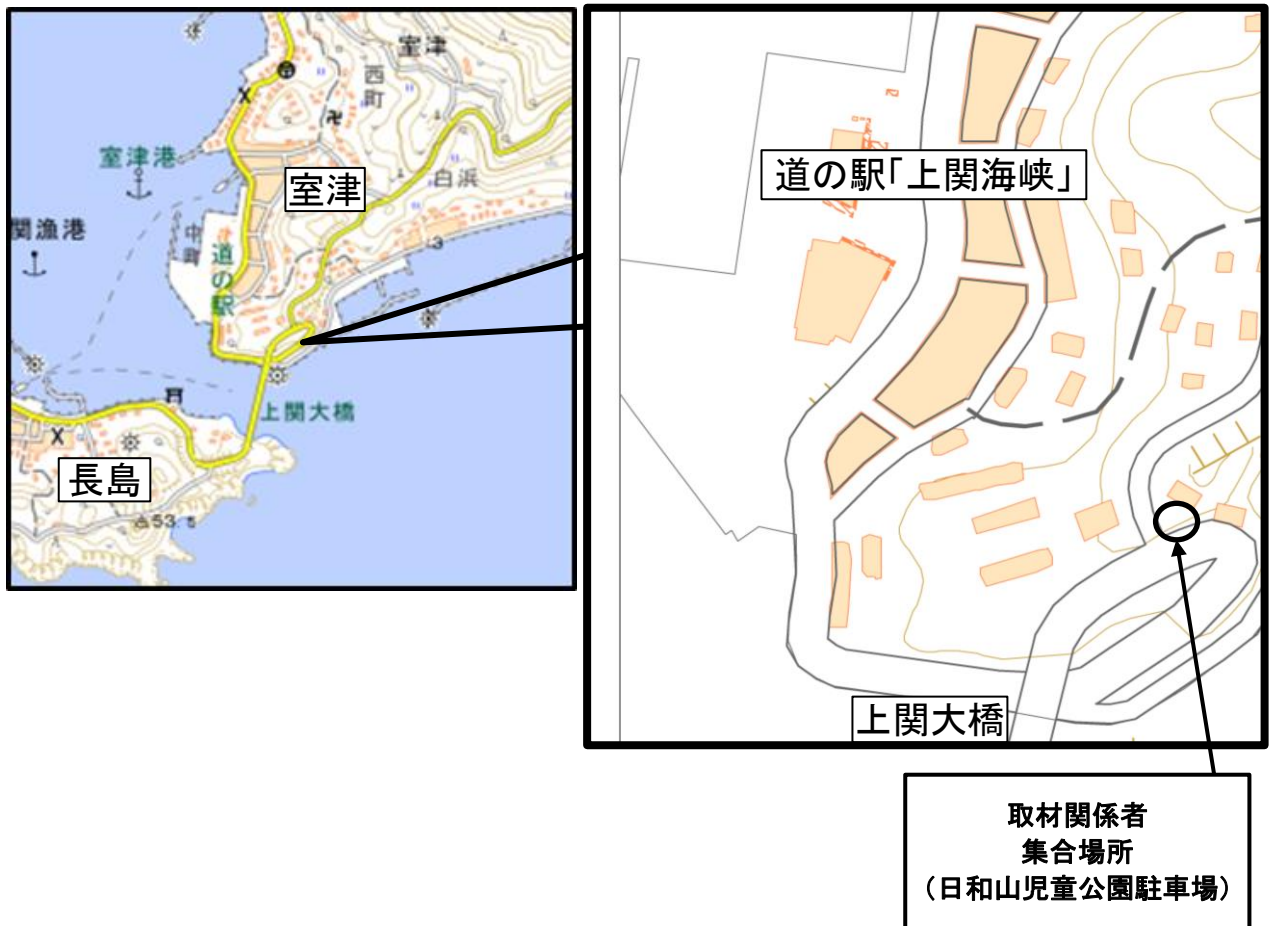 室津
西町
室津港
室津
白浜
関漁港
中町
道の駅
3
上関大橋
長島
53.
道の駅「上関海峡」
上関大橋
取材関係者
集合場所
（日和山児童公園駐車場）